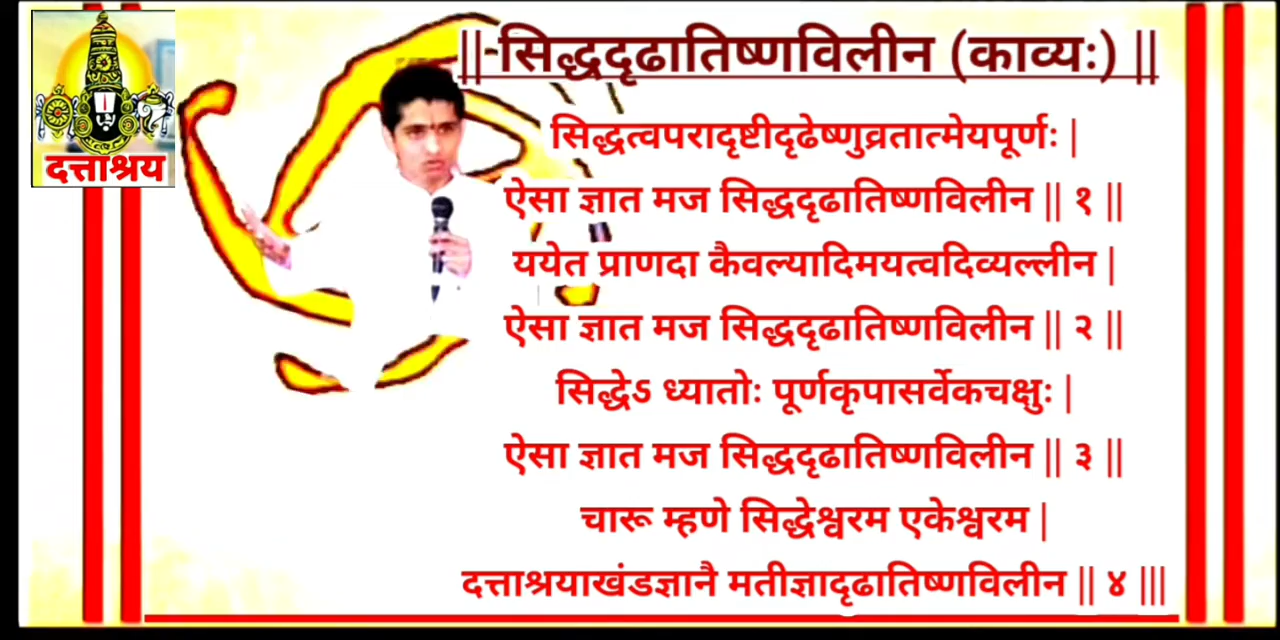 दत्ताश्रय
||-सिद्धदृढातिष्णविलीन (काव्यः) ||
सिद्धत्वपरादृष्टीदृढेष्णुव्रतात्मेयपूर्णः |
ऐसा ज्ञात मज सिद्धदृढातिष्णविलीन || १ ||
ययेत प्राणदा कैवल्यादिमयत्वदिव्यल्लीन |
ऐसा ज्ञात मज सिद्धदृढातिष्णविलीन || २ ||
सिद्धेऽ ध्यातोः पूर्णकृपासर्वेकचक्षुः |
ऐसा ज्ञात मज सिद्धदृढातिष्णविलीन || ३ ||
चारू म्हणे सिद्धेश्वरम एकेश्वरम |
दत्ताश्रयाखंडज्ञानै मतीज्ञादृढातिष्णविलीन || ४ |||